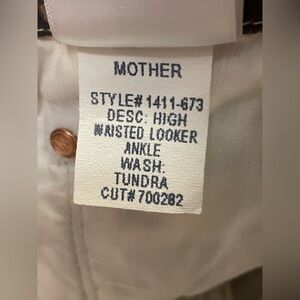 MOTHER
STYLE# 1411-673
DESC: HIGH
WAISTED LOOKER
ANKLE
WASH:
TUNDRA
CUT# 700282